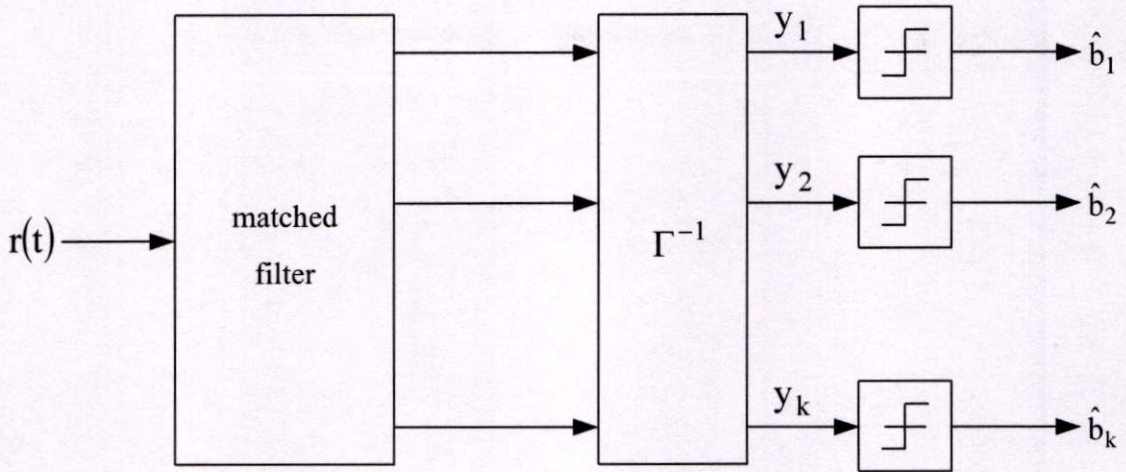 y₁
b̂₁
y₂
b̂₂
r(t)
matched
filter
Γ⁻¹
yₖ
b̂ₖ